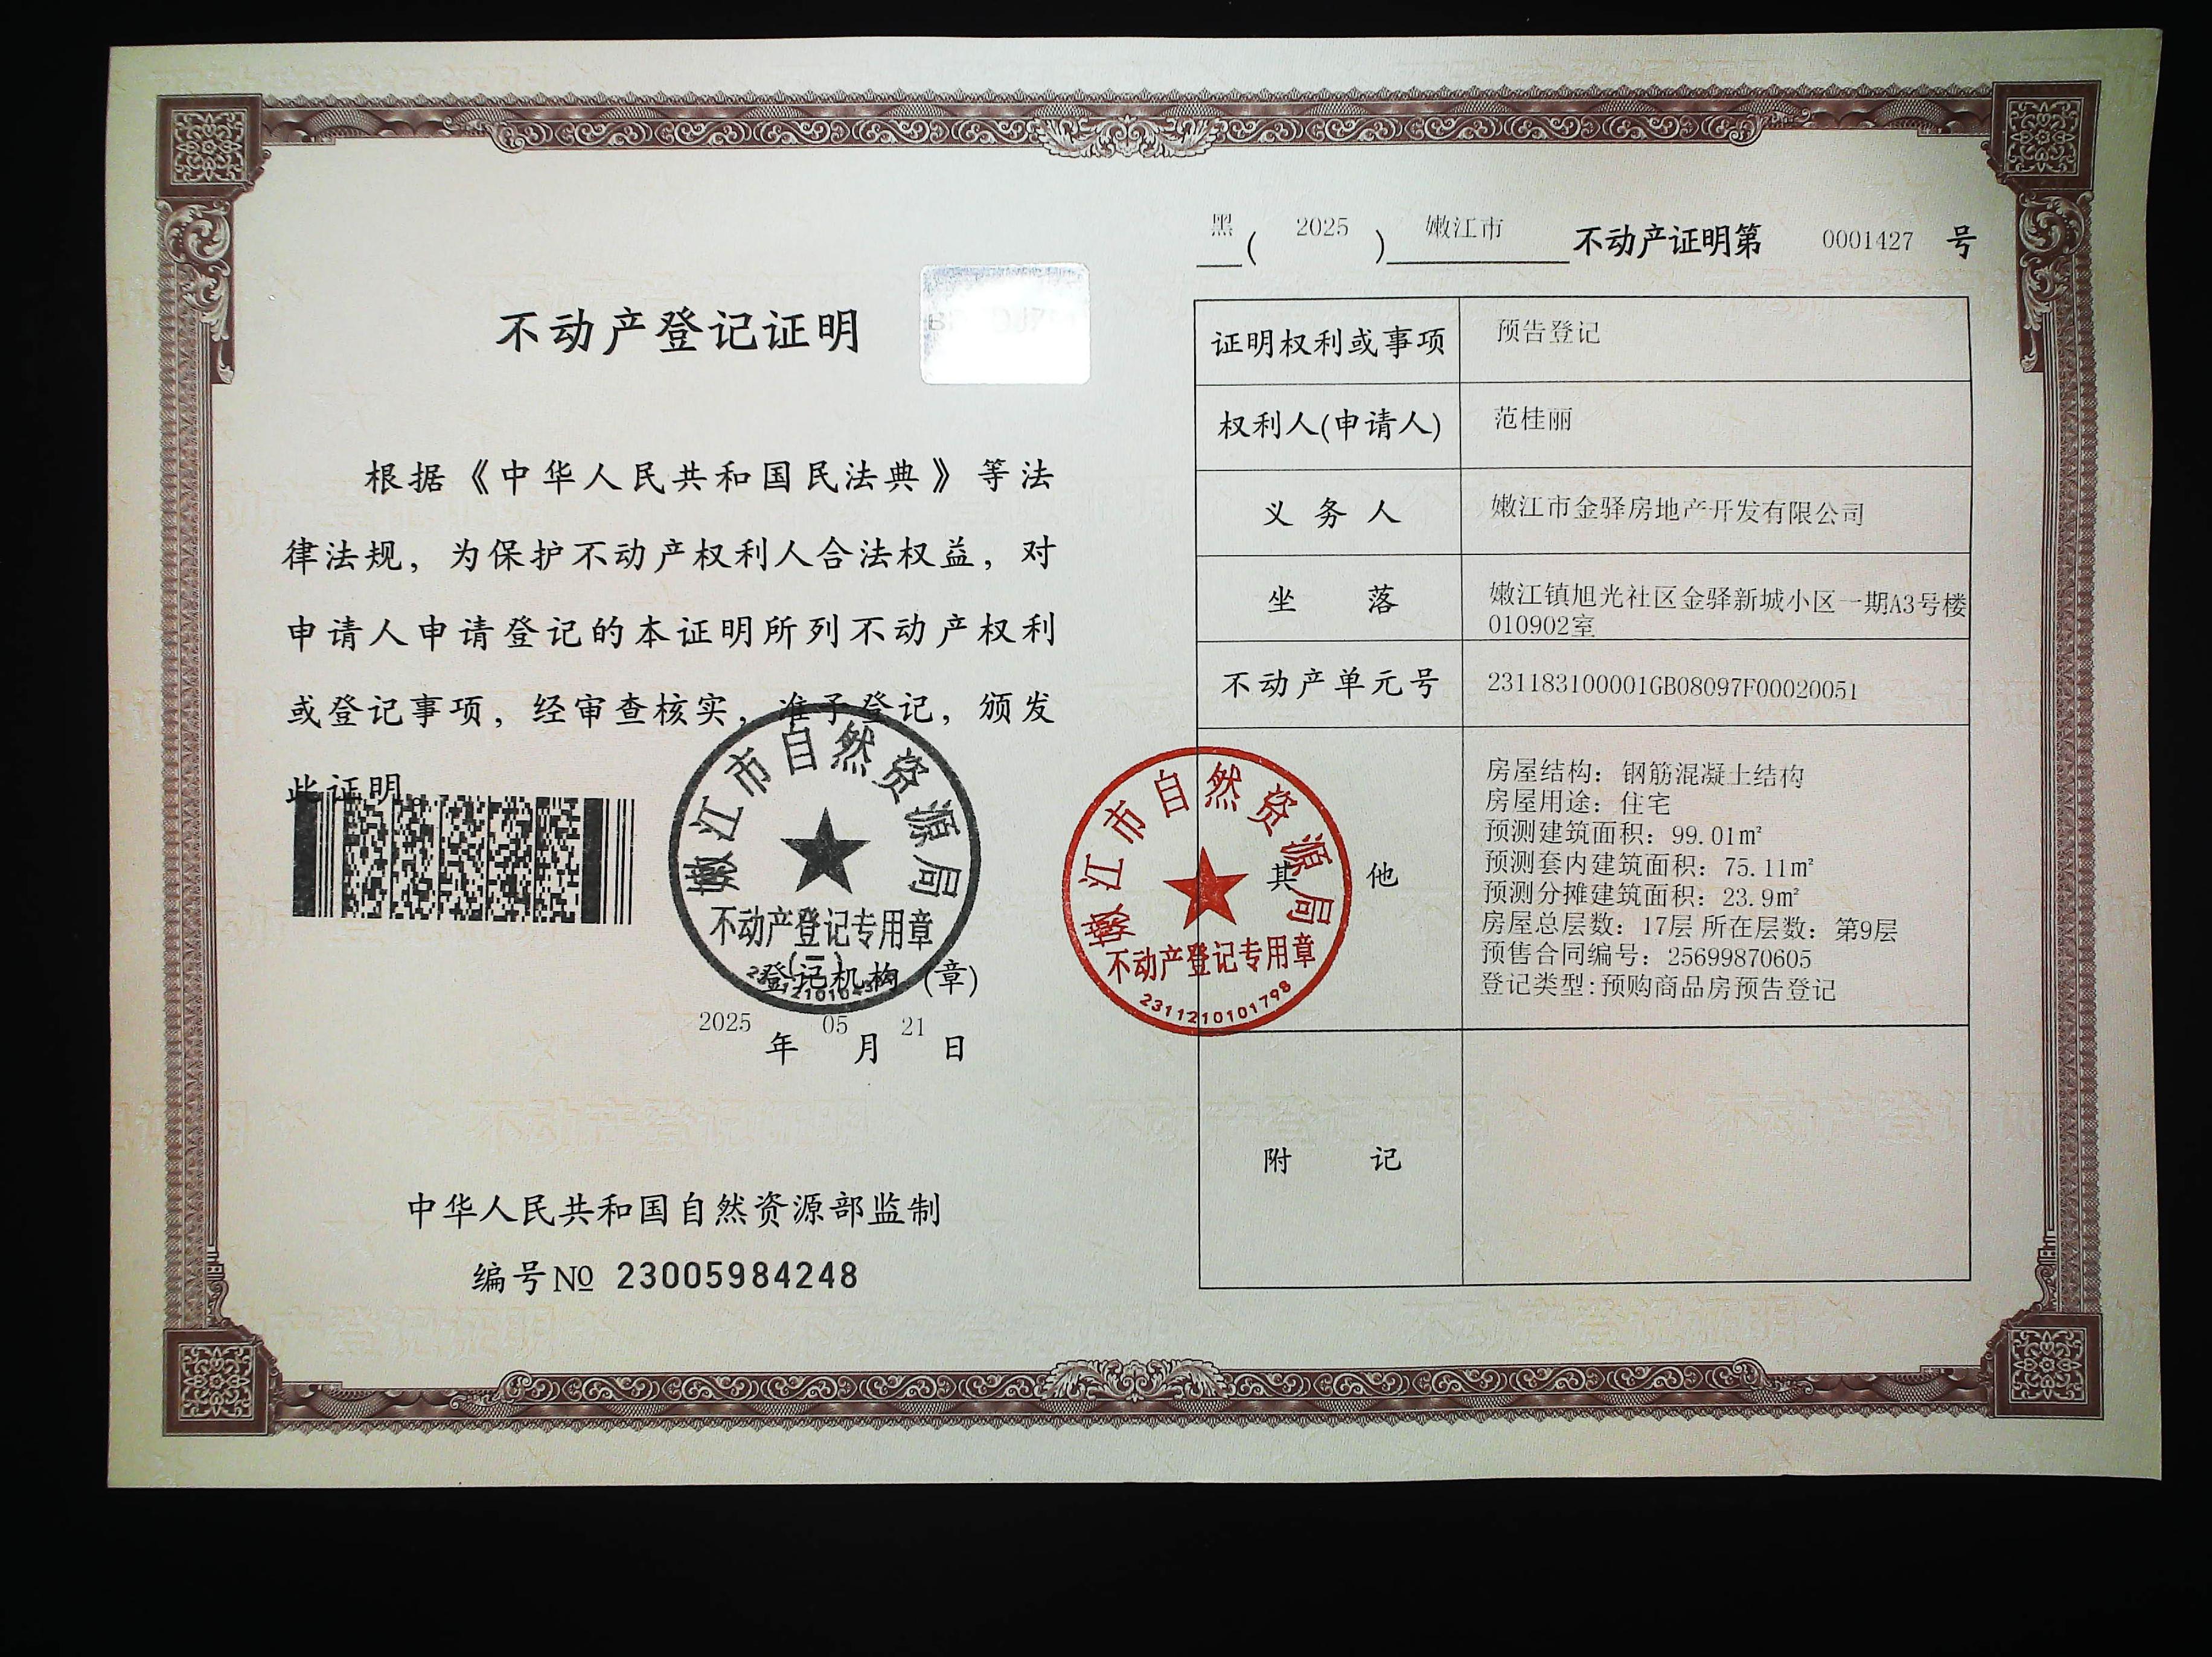 不动产登记证明
根据《中华人民共和国民法典》等法
律法规，为保护不动产权利人合法权益，对
申请人申请登记的本证明所列不动产权利
或登记事项，经审查核实，准予登记，颁发
此证明。
嫩江市自然资源局
不动产登记专用章
(二)
登记机构 (章)
2025 年 05 月 21 日
中华人民共和国自然资源部监制
编号№ 23005984248
黑 ( 2025 ) 嫩江市 不动产证明第 0001427 号
证明权利或事项 预告登记
权利人(申请人) 范桂丽
义务人 嫩江市金驿房地产开发有限公司
坐落 嫩江镇旭光社区金驿新城小区一期A3号楼
010902室
不动产单元号 231183100001GB08097F00020051
其他
房屋结构：钢筋混凝土结构
房屋用途：住宅
预测建筑面积：99.01㎡
预测套内建筑面积：75.11㎡
预测分摊建筑面积：23.9㎡
房屋总层数：17层 所在层数：第9层
预售合同编号：25699870605
登记类型:预购商品房预告登记
嫩江市自然资源局
不动产登记专用章
2311210101798
附记